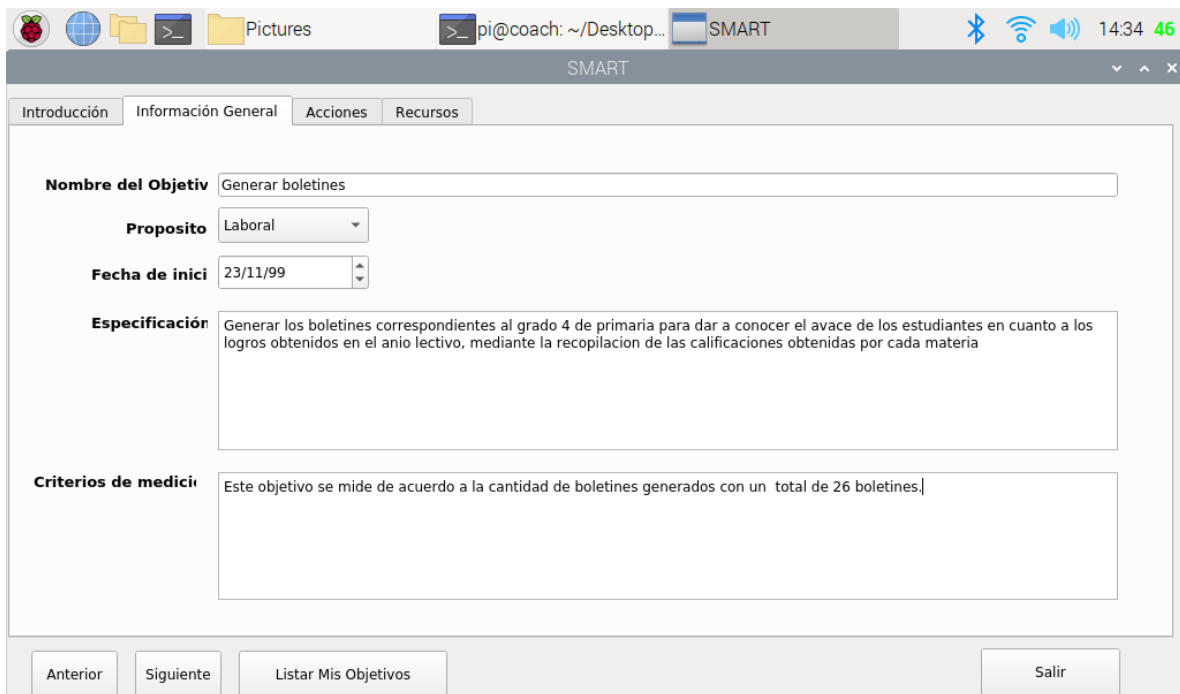 Pictures
pi@coach: ~/Desktop...
SMART
14:34 46
SMART
Introducción
Información General
Acciones
Recursos
Nombre del Objetiv
Generar boletines
Proposito
Laboral
Fecha de inici
23/11/99
Especificación
Generar los boletines correspondientes al grado 4 de primaria para dar a conocer el avace de los estudiantes en cuanto a los
logros obtenidos en el anio lectivo, mediante la recopilacion de las calificaciones obtenidas por cada materia
Criterios de medici
Este objetivo se mide de acuerdo a la cantidad de boletines generados con un  total de 26 boletines.
Anterior
Siguiente
Listar Mis Objetivos
Salir